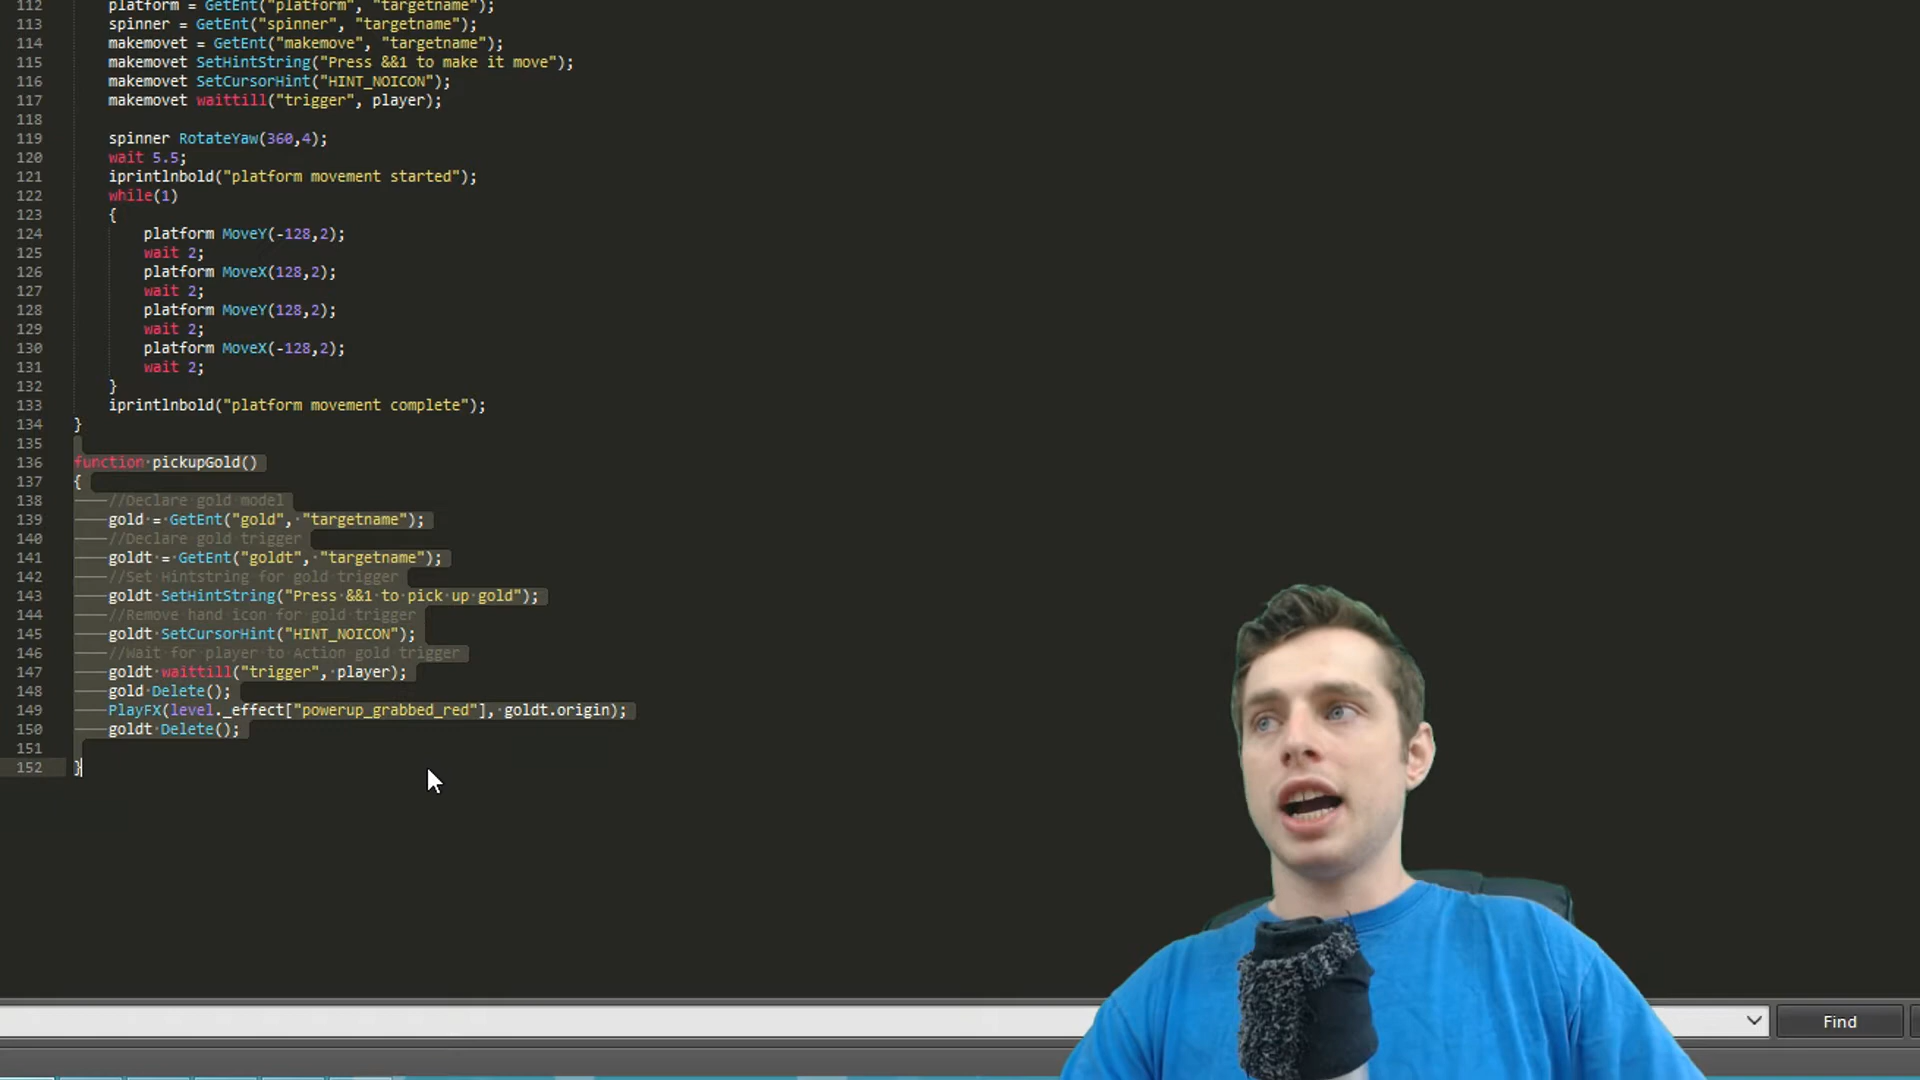 112 platform = GetEnt("platform", "targetname");
113 spinner = GetEnt("spinner", "targetname");
114 makemovet = GetEnt("makemove", "targetname");
115 makemovet SetHintString("Press &&1 to make it move");
116 makemovet SetCursorHint("HINT_NOICON");
117 makemovet waittill("trigger", player);
118
119 spinner RotateYaw(360,4);
120 wait 5.5;
121 iprintlnbold("platform movement started");
122 while(1)
123 {
124 platform MoveY(-128,2);
125 wait 2;
126 platform MoveX(128,2);
127 wait 2;
128 platform MoveY(128,2);
129 wait 2;
130 platform MoveX(-128,2);
131 wait 2;
132 }
133 iprintlnbold("platform movement complete");
134 }
135
136 function pickupGold()
137 {
138 //Declare gold model
139 gold = GetEnt("gold", "targetname");
140 //Declare gold trigger
141 goldt = GetEnt("goldt", "targetname");
142 //Set Hintstring for gold trigger
143 goldt SetHintString("Press &&1 to pick up gold");
144 //Remove hand icon for gold trigger
145 goldt SetCursorHint("HINT_NOICON");
146 //Wait for player to Action gold trigger
147 goldt waittill("trigger", player);
148 gold Delete();
149 PlayFX(level._effect["powerup_grabbed_red"], goldt.origin);
150 goldt Delete();
151
152 }
Find